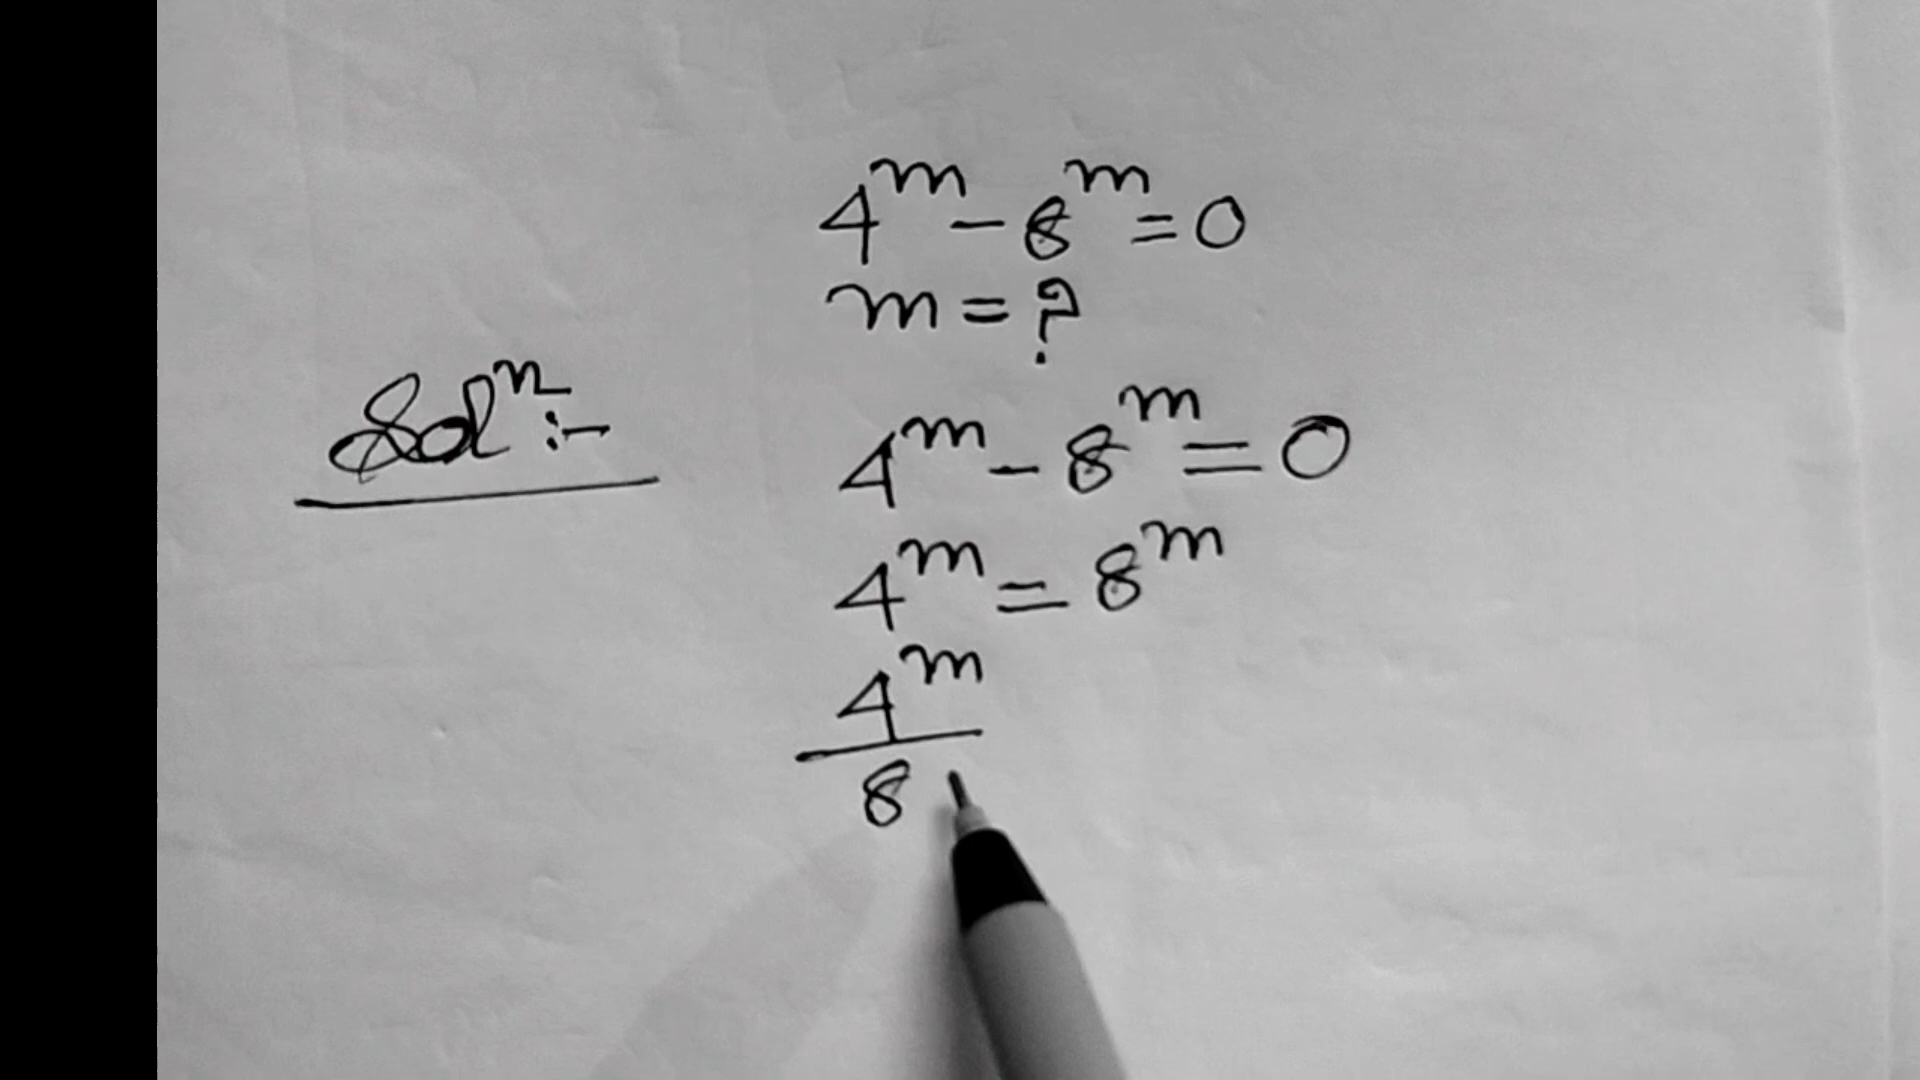 4^m - 8^m = 0
m = ?
Sol^n :-
4^m - 8^m = 0
4^m = 8^m
4^m
8